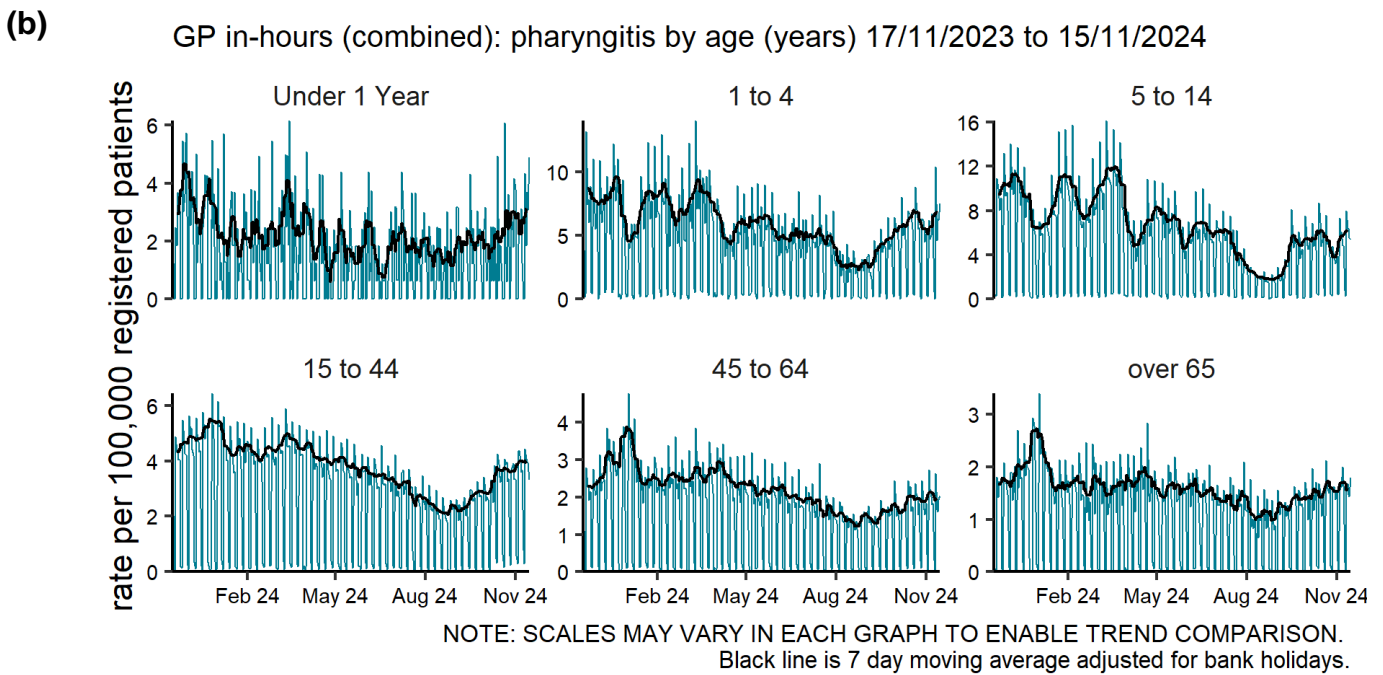 (b)
GP in-hours (combined): pharyngitis by age (years) 17/11/2023 to 15/11/2024
rate per 100,000 registered patients
Under 1 Year
6
4
2
0
1 to 4
10
5
0
5 to 14
16
12
8
4
0
15 to 44
6
4
2
0
Feb 24 May 24 Aug 24 Nov 24
45 to 64
4
3
2
1
0
Feb 24 May 24 Aug 24 Nov 24
over 65
3
2
1
0
Feb 24 May 24 Aug 24 Nov 24
NOTE: SCALES MAY VARY IN EACH GRAPH TO ENABLE TREND COMPARISON.
Black line is 7 day moving average adjusted for bank holidays.